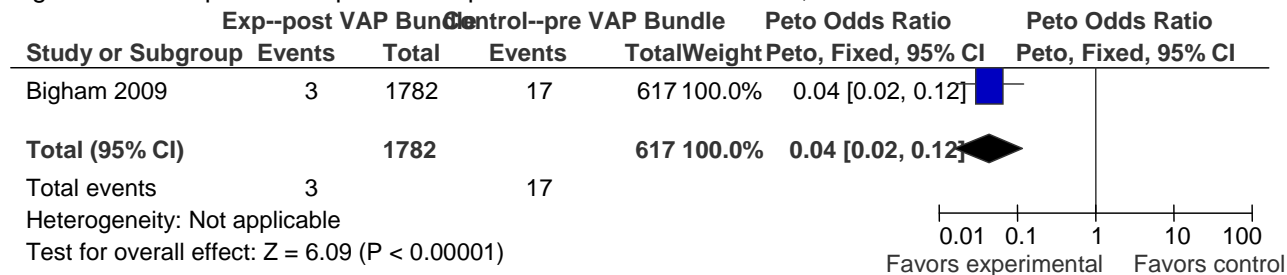 Exp--post VAP Bundle Control--pre VAP Bundle Peto Odds Ratio Peto Odds Ratio
Study or Subgroup Events Total Events Total Weight Peto, Fixed, 95% CI Peto, Fixed, 95% CI
Bigham 2009 3 1782 17 617 100.0% 0.04 [0.02, 0.12]
Total (95% CI) 1782 617 100.0% 0.04 [0.02, 0.12]
Total events 3 17
Heterogeneity: Not applicable
Test for overall effect: Z = 6.09 (P < 0.00001)
0.01 0.1 1 10 100
Favors experimental Favors control